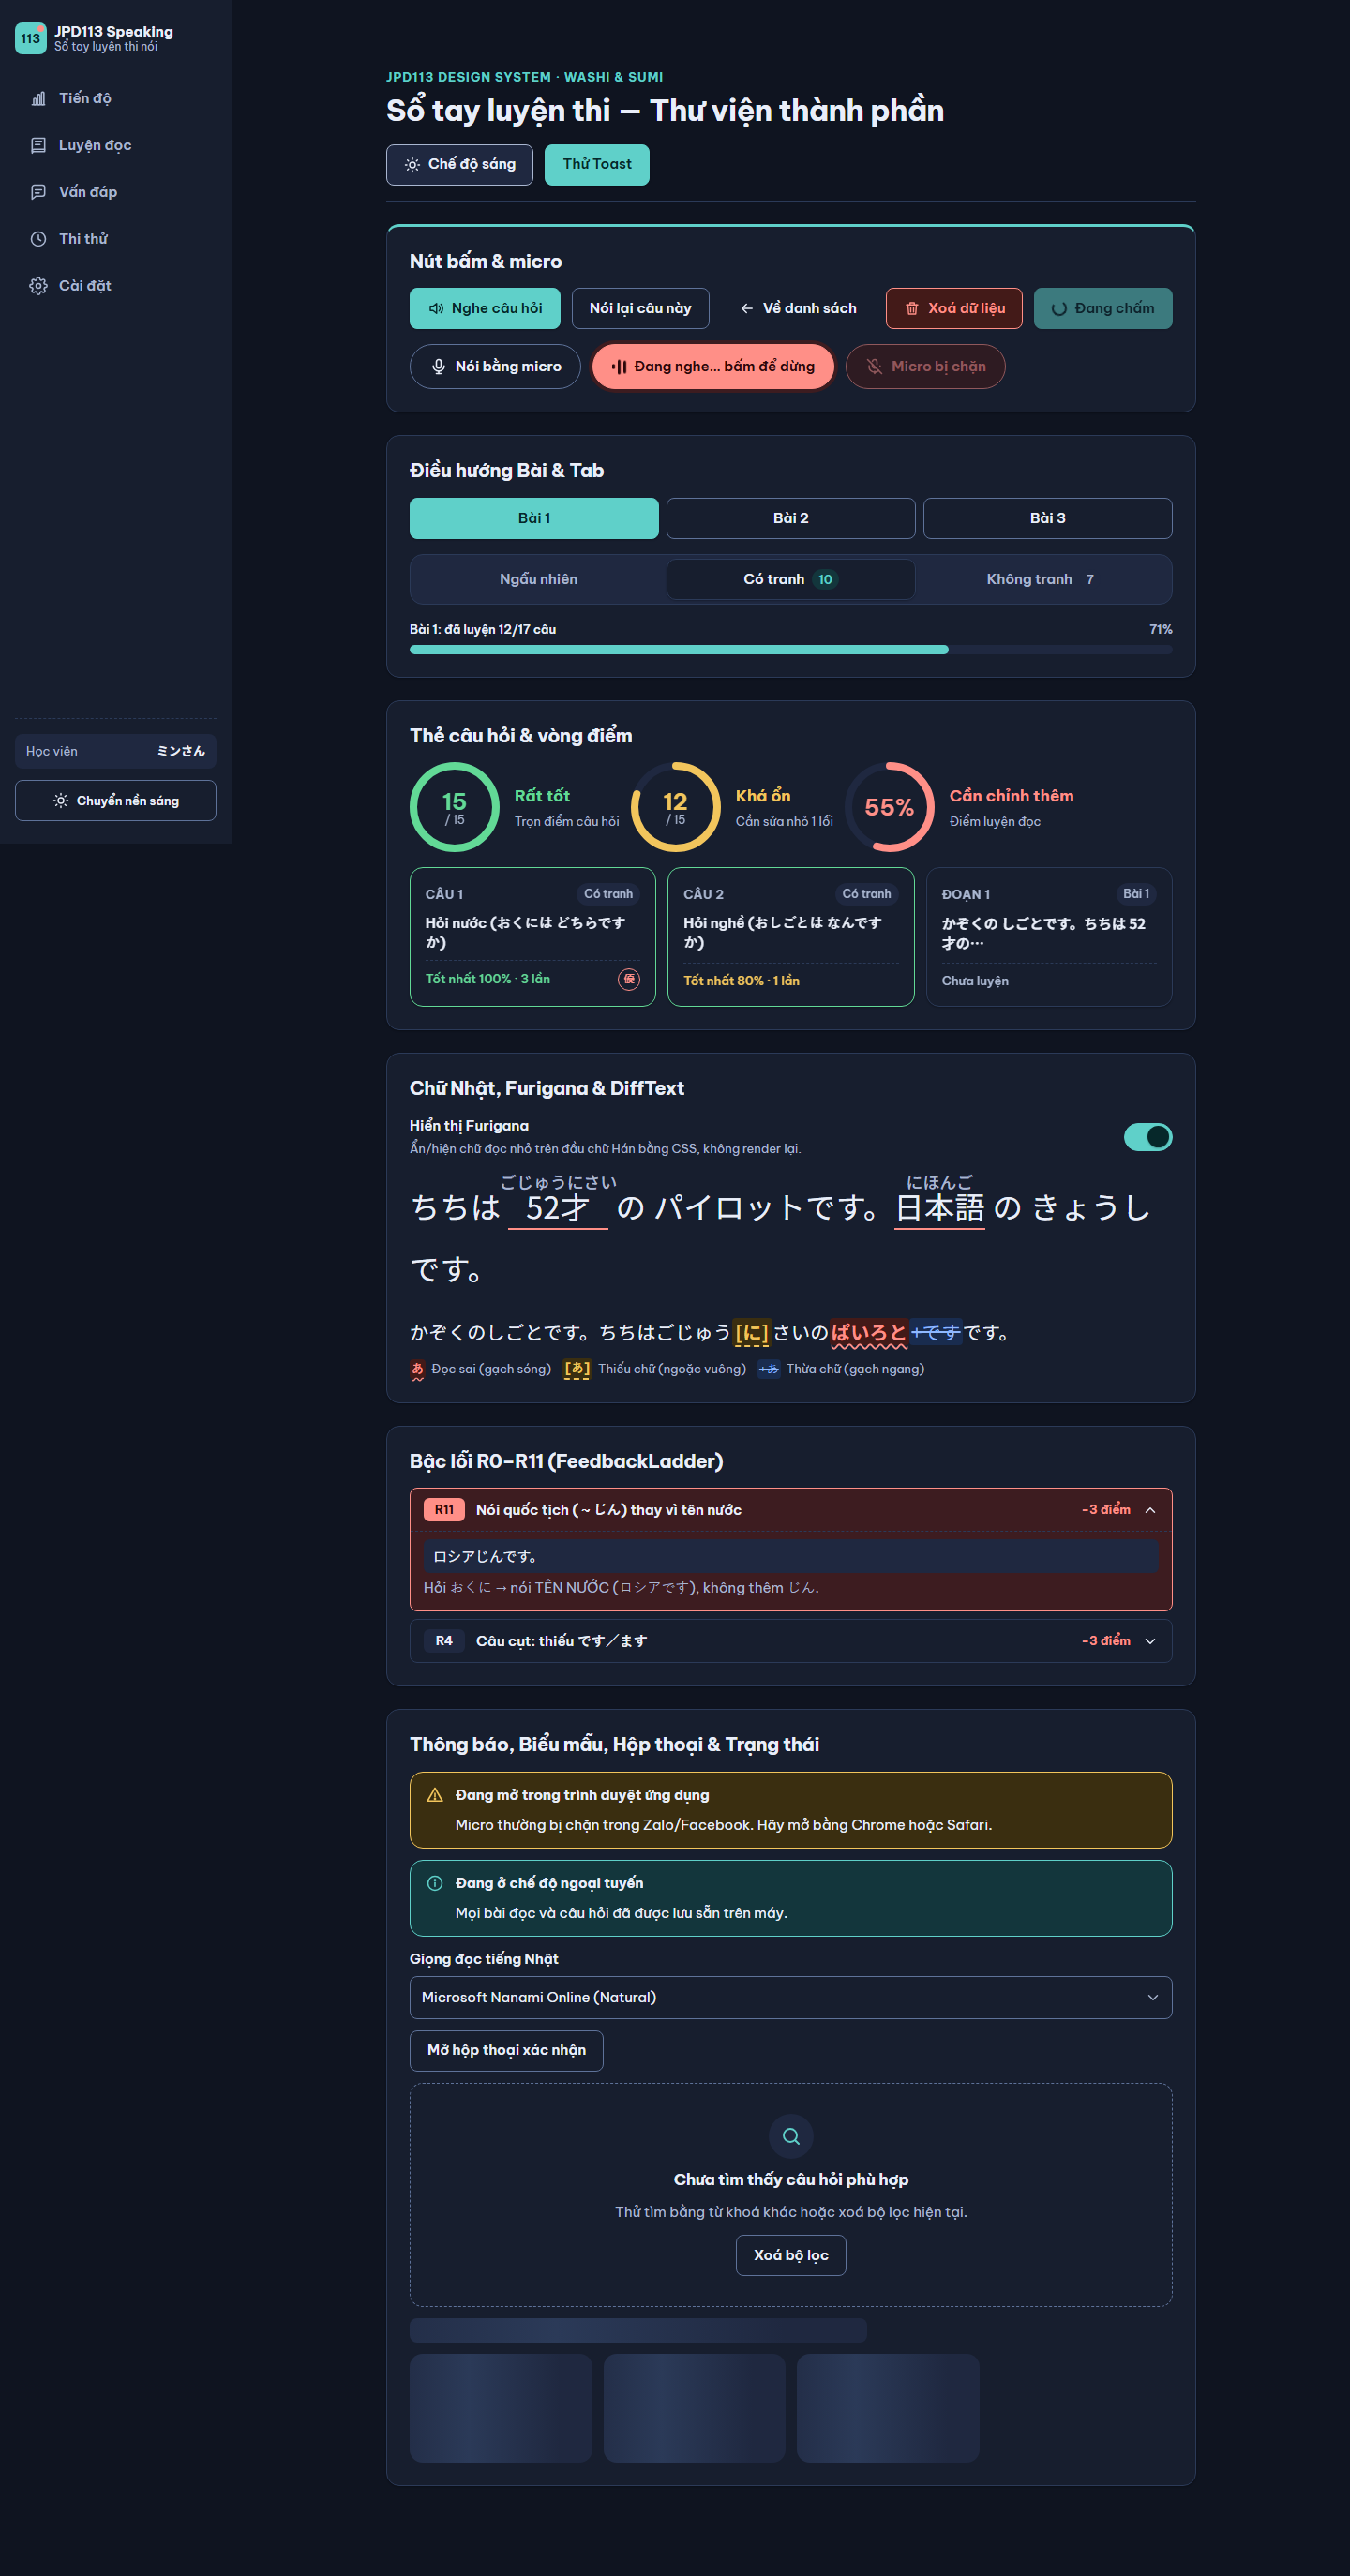 113
JPD113 Speaking
Sổ tay luyện thi nói
Tiến độ
Luyện đọc
Vấn đáp
Thi thử
Cài đặt
Học viên ミンさん
Chuyển nền sáng
JPD113 DESIGN SYSTEM · WASHI & SUMI
Sổ tay luyện thi — Thư viện thành phần
Chế độ sáng Thử Toast
Nút bấm & micro
Nghe câu hỏi Nói lại câu này ← Về danh sách Xoá dữ liệu Đang chấm
Nói bằng micro Đang nghe... bấm để dừng Micro bị chặn
Điều hướng Bài & Tab
Bài 1 Bài 2 Bài 3
Ngẫu nhiên Có tranh 10 Không tranh 7
Bài 1: đã luyện 12/17 câu 71%
Thẻ câu hỏi & vòng điểm
15
/ 15
Rất tốt
Trọn điểm câu hỏi
12
/ 15
Khá ổn
Cần sửa nhỏ 1 lỗi
55%
Cần chỉnh thêm
Điểm luyện đọc
CÂU 1 Có tranh
Hỏi nước (おくには どちらです
か)
Tốt nhất 100% · 3 lần 優
CÂU 2 Có tranh
Hỏi nghề (おしごとは なんです
か)
Tốt nhất 80% · 1 lần
ĐOẠN 1 Bài 1
かぞくの しごとです。ちちは 52
才の…
Chưa luyện
Chữ Nhật, Furigana & DiffText
Hiển thị Furigana
Ẩn/hiện chữ đọc nhỏ trên đầu chữ Hán bằng CSS, không render lại.
ごじゅうにさい にほんご
ちちは 52才 の パイロットです。日本語 の きょうし
です。
かぞくのしごとです。ちちはごじゅう[に]さいのぱいろと+ですです。
あ Đọc sai (gạch sóng) [あ] Thiếu chữ (ngoặc vuông) +あ Thừa chữ (gạch ngang)
Bậc lỗi R0–R11 (FeedbackLadder)
R11 Nói quốc tịch (～じん) thay vì tên nước −3 điểm
ロシアじんです。
Hỏi おくに → nói TÊN NƯỚC (ロシアです), không thêm じん.
R4 Câu cụt: thiếu です／ます −3 điểm
Thông báo, Biểu mẫu, Hộp thoại & Trạng thái
Đang mở trong trình duyệt ứng dụng
Micro thường bị chặn trong Zalo/Facebook. Hãy mở bằng Chrome hoặc Safari.
Đang ở chế độ ngoại tuyến
Mọi bài đọc và câu hỏi đã được lưu sẵn trên máy.
Giọng đọc tiếng Nhật
Microsoft Nanami Online (Natural)
Mở hộp thoại xác nhận
Chưa tìm thấy câu hỏi phù hợp
Thử tìm bằng từ khoá khác hoặc xoá bộ lọc hiện tại.
Xoá bộ lọc